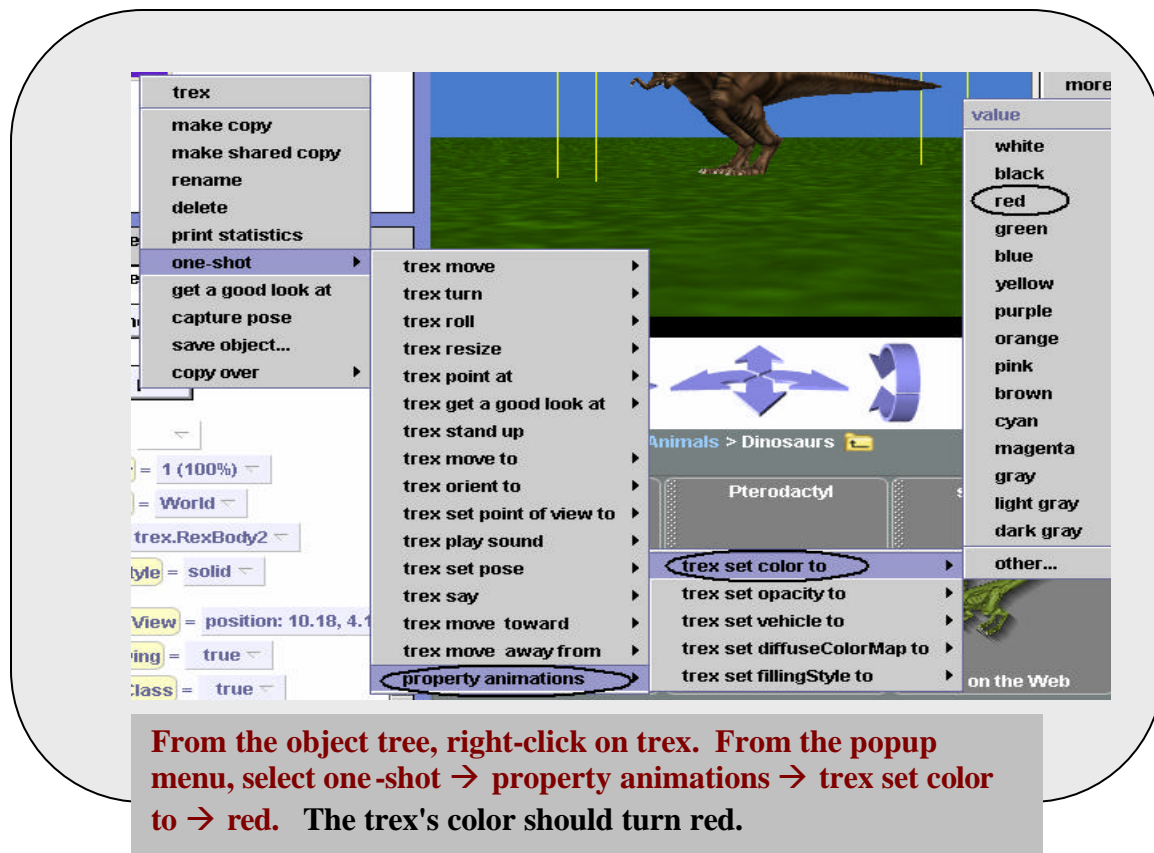 trex
make copy
make shared copy
rename
delete
print statistics
one-shot
get a good look at
capture pose
save object...
copy over
trex move
trex turn
trex roll
trex resize
trex point at
trex get a good look at
trex stand up
trex move to
trex orient to
trex set point of view to
trex play sound
trex set pose
trex say
trex move toward
trex move away from
property animations
trex set color to
trex set opacity to
trex set vehicle to
trex set diffuseColorMap to
trex set fillingStyle to
more
value
white
black
red
green
blue
yellow
purple
orange
pink
brown
cyan
magenta
gray
light gray
dark gray
other...
Animals > Dinosaurs
Pterodactyl
on the Web
= 1 (100%)
= World
trex.RexBody2
tyle = solid
View = position: 10.18, 4.1
ing = true
Class = true
From the object tree, right-click on trex. From the popup
menu, select one-shot → property animations → trex set color
to → red. The trex's color should turn red.